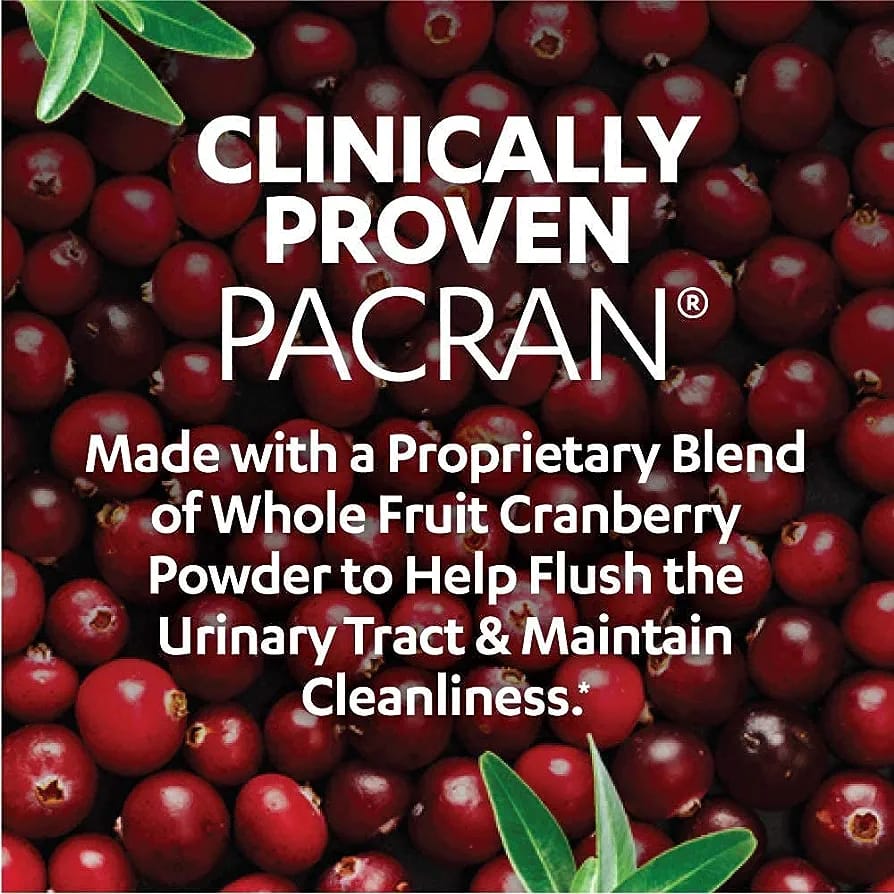 CLINICALLY
PROVEN
PACRAN®
Made with a Proprietary Blend
of Whole Fruit Cranberry
Powder to Help Flush the
Urinary Tract & Maintain
Cleanliness.*